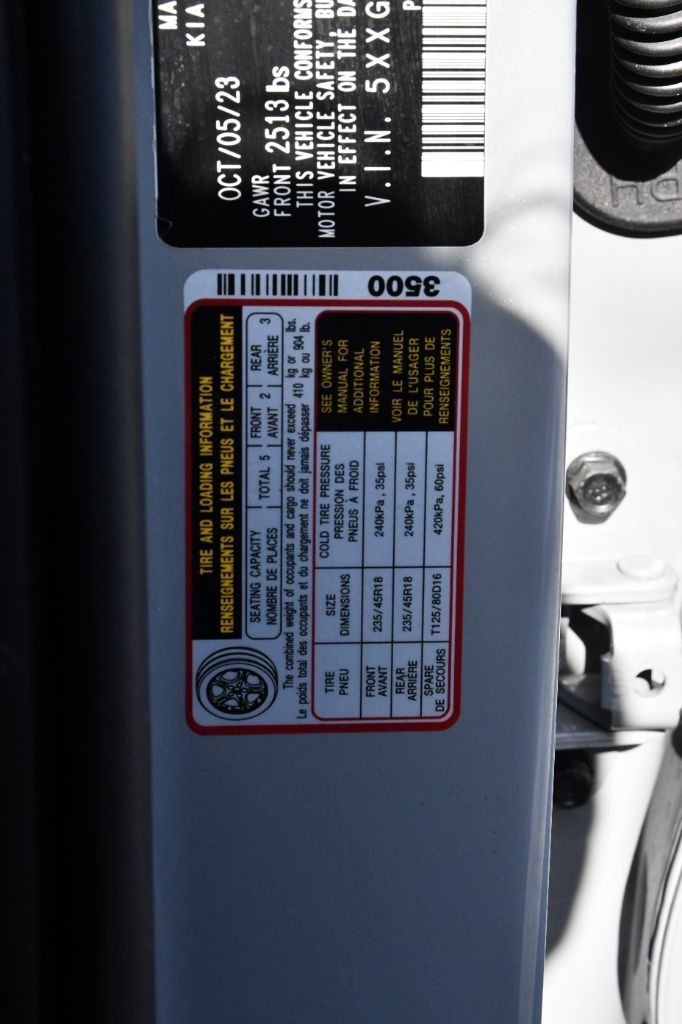 MA
KIA
OCT/05/23
GAWR
FRONT 2513 lbs
THIS VEHICLE CONFORMS
MOTOR VEHICLE SAFETY, BU
IN EFFECT ON THE DA
V.I.N. 5XXG
P
3500
TIRE AND LOADING INFORMATION
RENSEIGNEMENTS SUR LES PNEUS ET LE CHARGEMENT
SEATING CAPACITY
NOMBRE DE PLACES
TOTAL 5
FRONT
AVANT 2
REAR
ARRIÈRE 3
The combined weight of occupants and cargo should never exceed 410 kg or 904 lbs.
Le poids total des occupants et du chargement ne doit jamais dépasser 410 kg ou 904 lb.
TIRE
PNEU
SIZE
DIMENSIONS
COLD TIRE PRESSURE
PRESSION DES
PNEUS À FROID
FRONT
AVANT
235/45R18
240kPa, 35psi
REAR
ARRIÈRE
235/45R18
240kPa, 35psi
SPARE
DE SECOURS
T125/80D16
420kPa, 60psi
SEE OWNER'S
MANUAL FOR
ADDITIONAL
INFORMATION
VOIR LE MANUEL
DE L'USAGER
POUR PLUS DE
RENSEIGNEMENTS